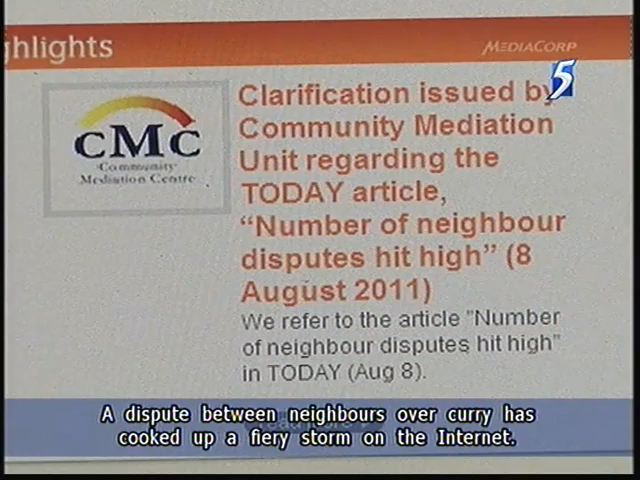 ghlights
MEDIACORP
5
CMC
Community
Mediation Centre
Clarification issued by
Community Mediation
Unit regarding the
TODAY article,
“Number of neighbour
disputes hit high” (8
August 2011)
We refer to the article "Number
of neighbour disputes hit high"
in TODAY (Aug 8).
A dispute between neighbours over curry has
cooked up a fiery storm on the Internet.